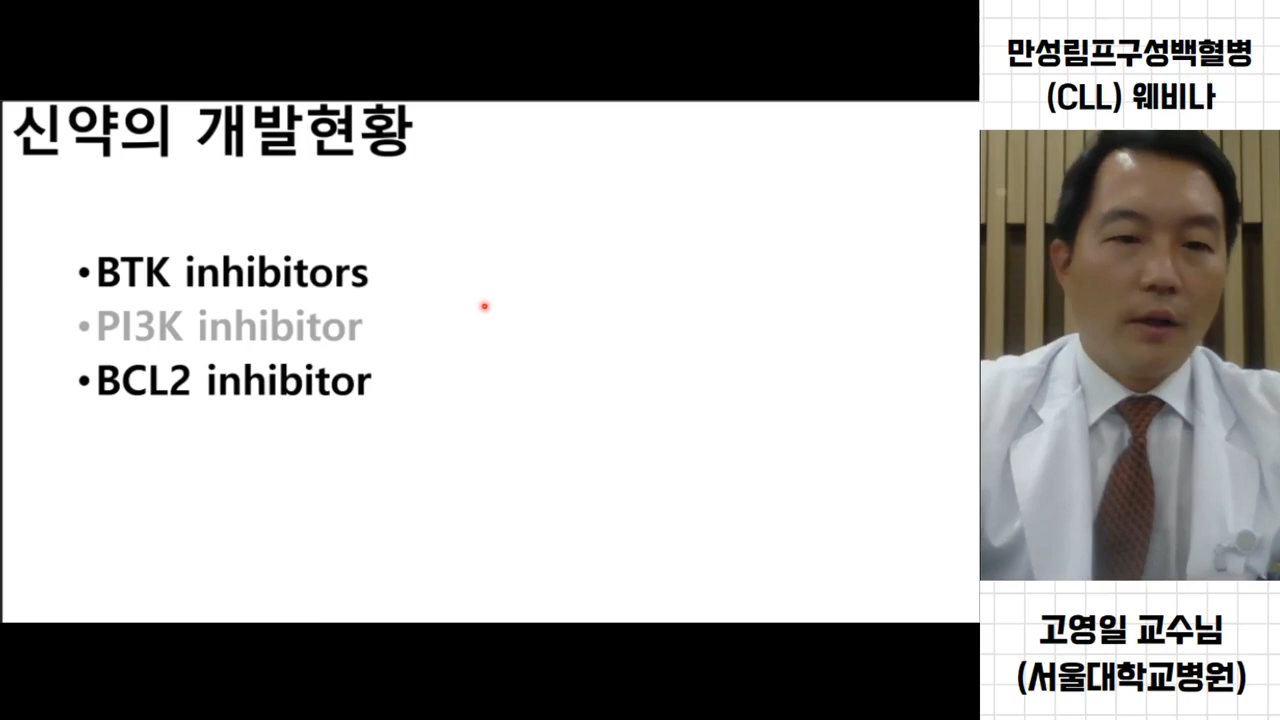 신약의 개발현황
•BTK inhibitors
•PI3K inhibitor
•BCL2 inhibitor
만성림프구성백혈병
(CLL) 웨비나
고영일 교수님
(서울대학교병원)